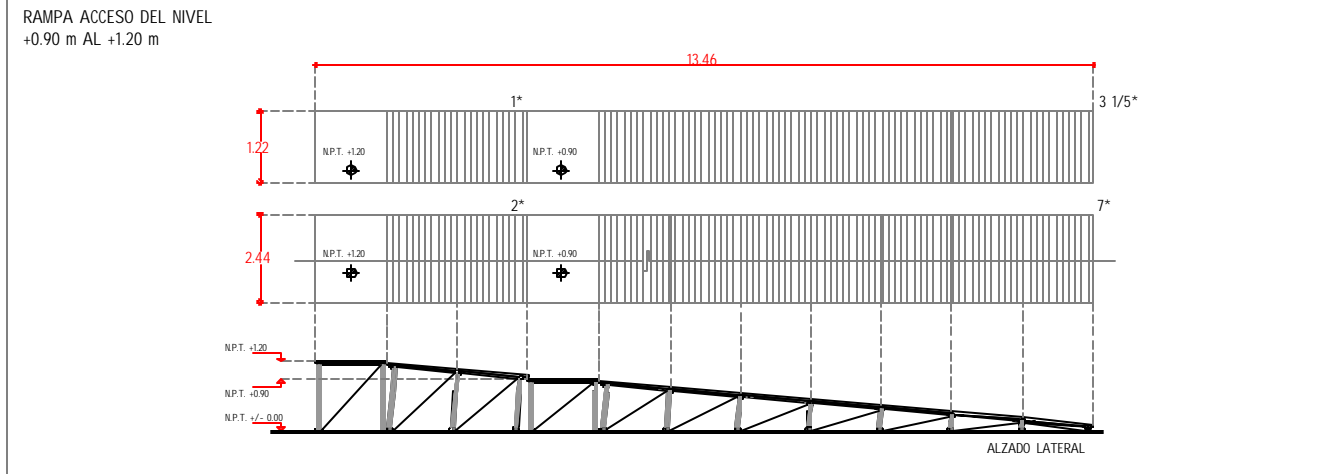 RAMPA ACCESO DEL NIVEL
+0.90 m AL +1.20 m
13.46
1*
3 1/5*
1.22
N.P.T. +1.20
N.P.T. +0.90
2*
7*
2.44
N.P.T. +1.20
N.P.T. +0.90
N.P.T. +1.20
N.P.T. +0.90
N.P.T. +/- 0.00
ALZADO LATERAL